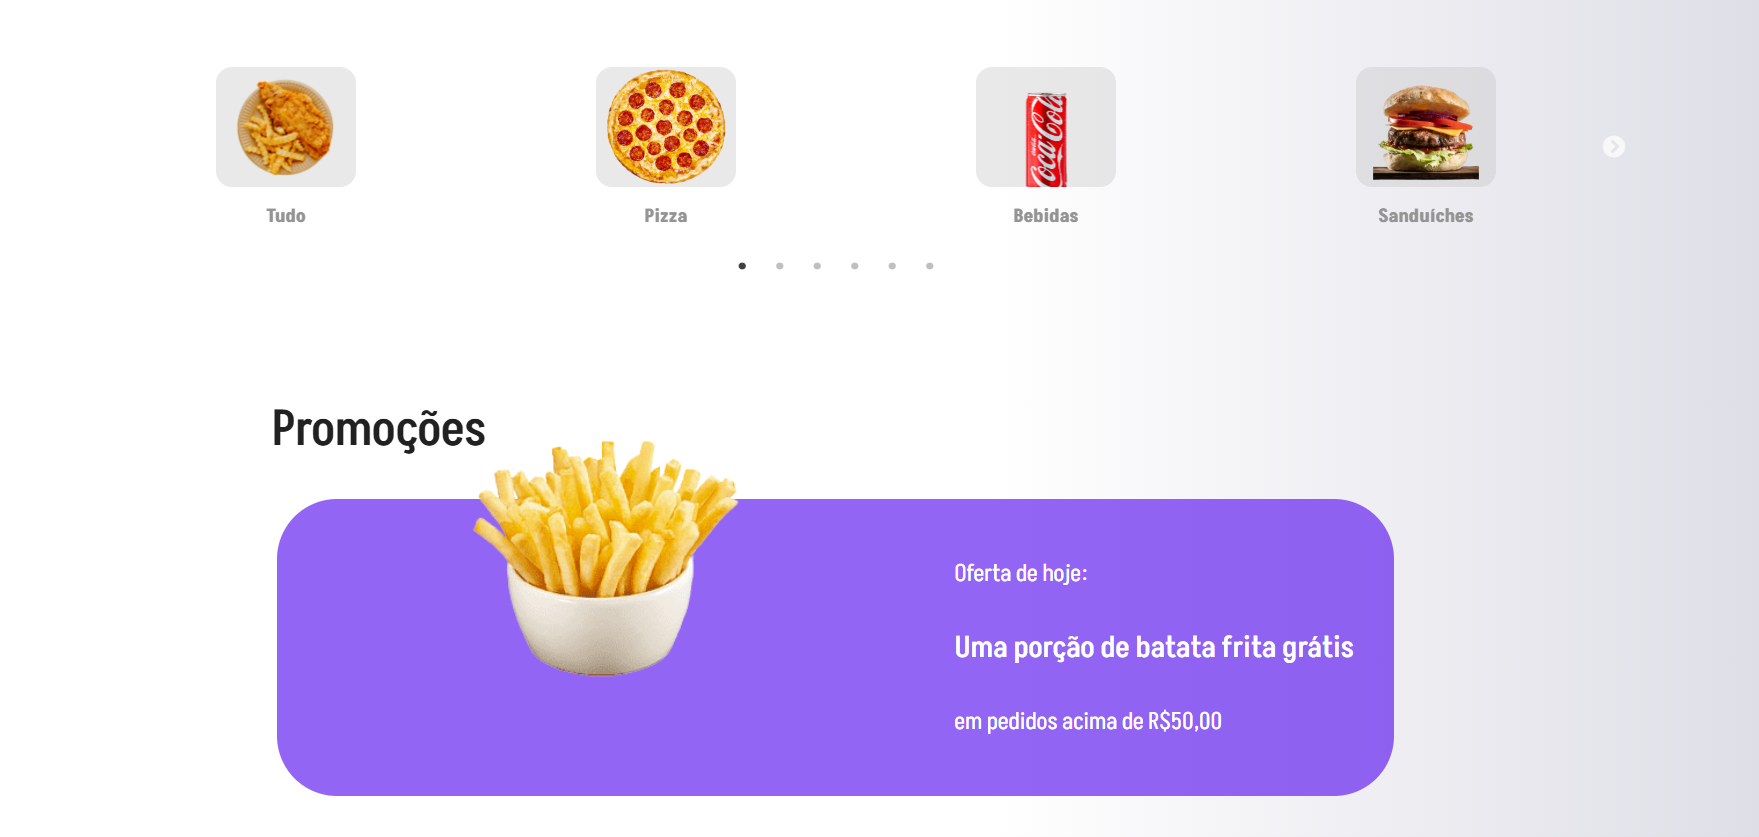 Coca-Cola
Tudo
Pizza
Bebidas
Sanduíches
Promoções
Oferta de hoje:
Uma porção de batata frita grátis
em pedidos acima de R$50,00